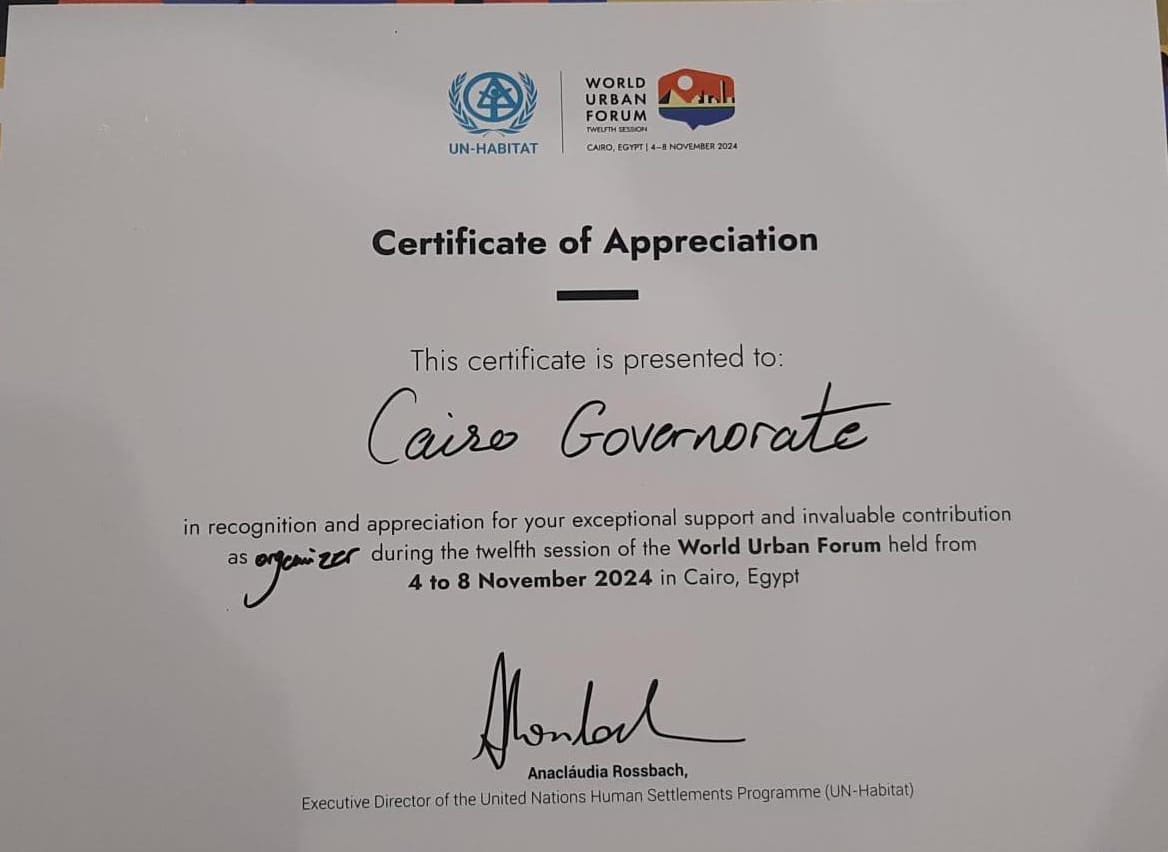 UN-HABITAT
WORLD
URBAN
FORUM
TWELFTH SESSION
CAIRO, EGYPT | 4–8 NOVEMBER 2024
Certificate of Appreciation
This certificate is presented to:
Cairo Governorate
in recognition and appreciation for your exceptional support and invaluable contribution
as organizer during the twelfth session of the World Urban Forum held from
4 to 8 November 2024 in Cairo, Egypt
Anacláudia Rossbach,
Executive Director of the United Nations Human Settlements Programme (UN-Habitat)